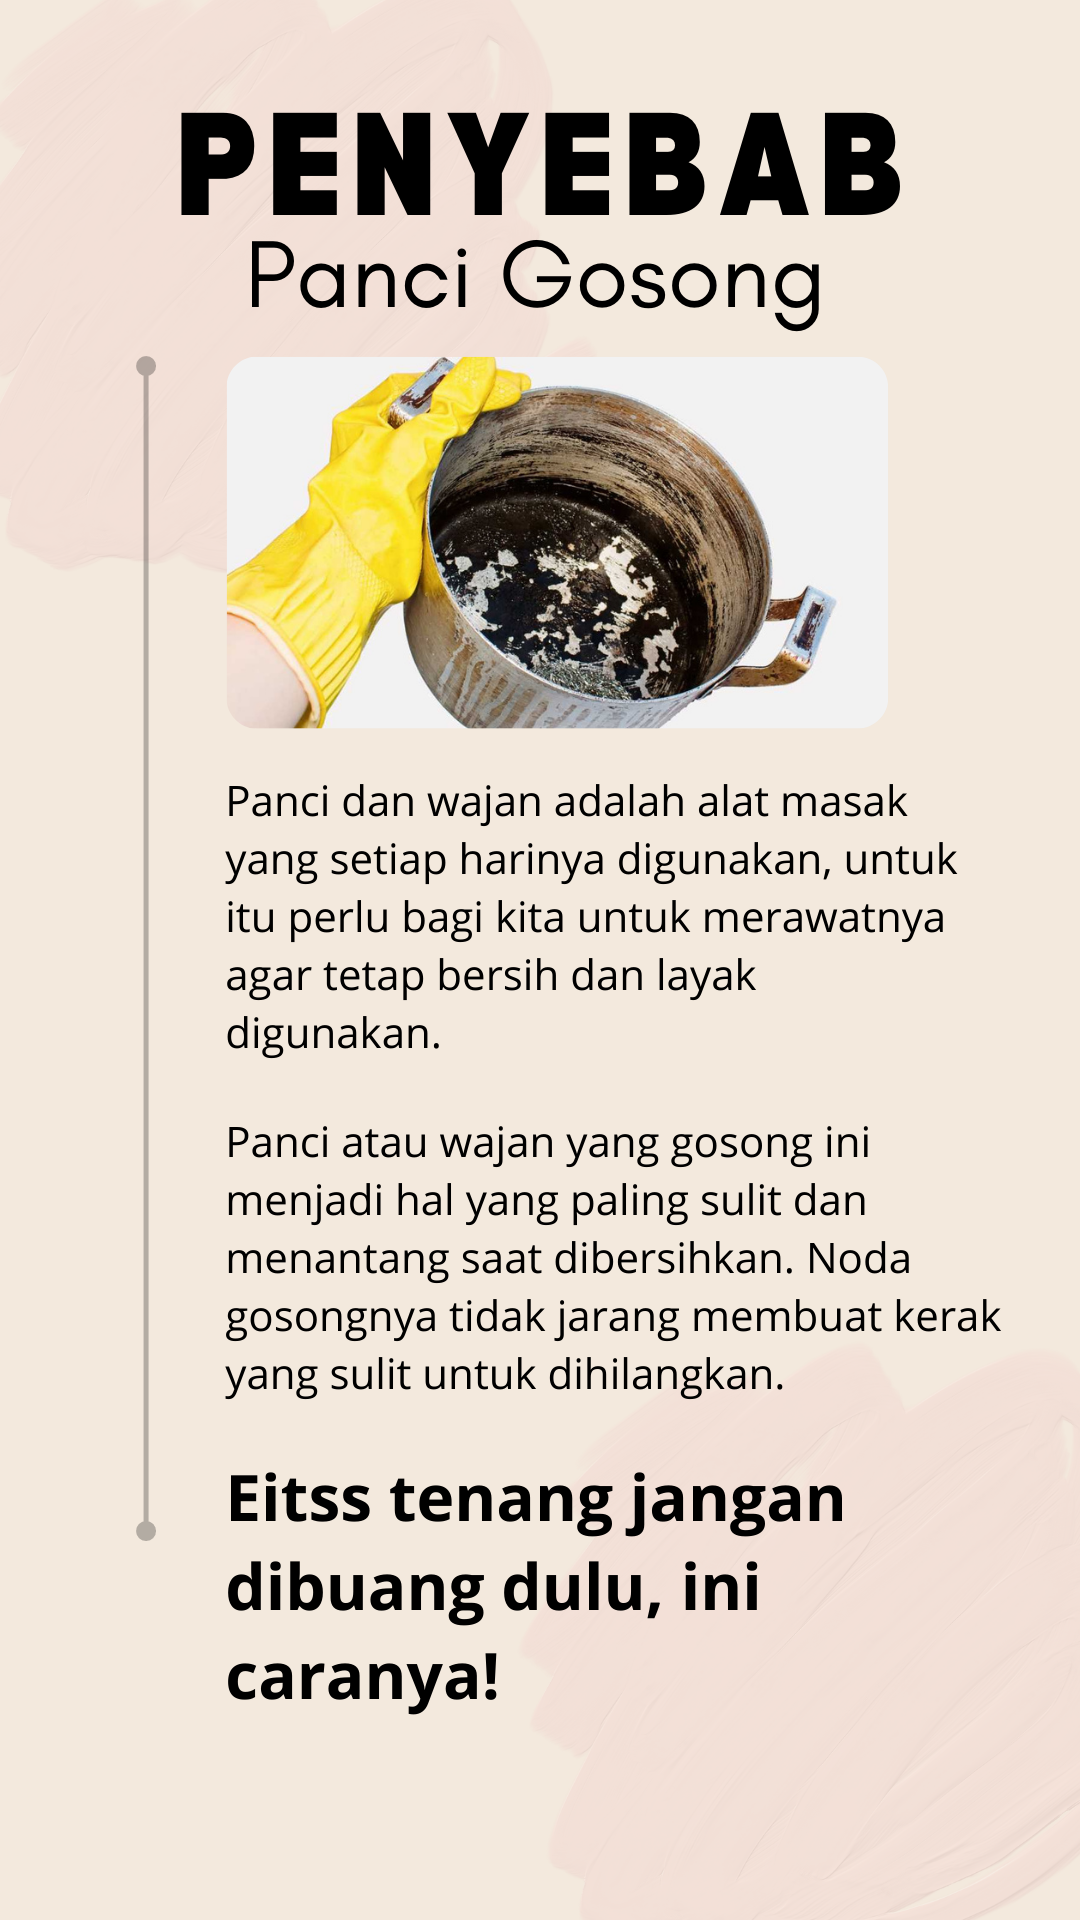 PENYEBAB
Panci Gosong
Panci dan wajan adalah alat masak
yang setiap harinya digunakan, untuk
itu perlu bagi kita untuk merawatnya
agar tetap bersih dan layak
digunakan.
Panci atau wajan yang gosong ini
menjadi hal yang paling sulit dan
menantang saat dibersihkan. Noda
gosongnya tidak jarang membuat kerak
yang sulit untuk dihilangkan.
Eitss tenang jangan
dibuang dulu, ini
caranya!